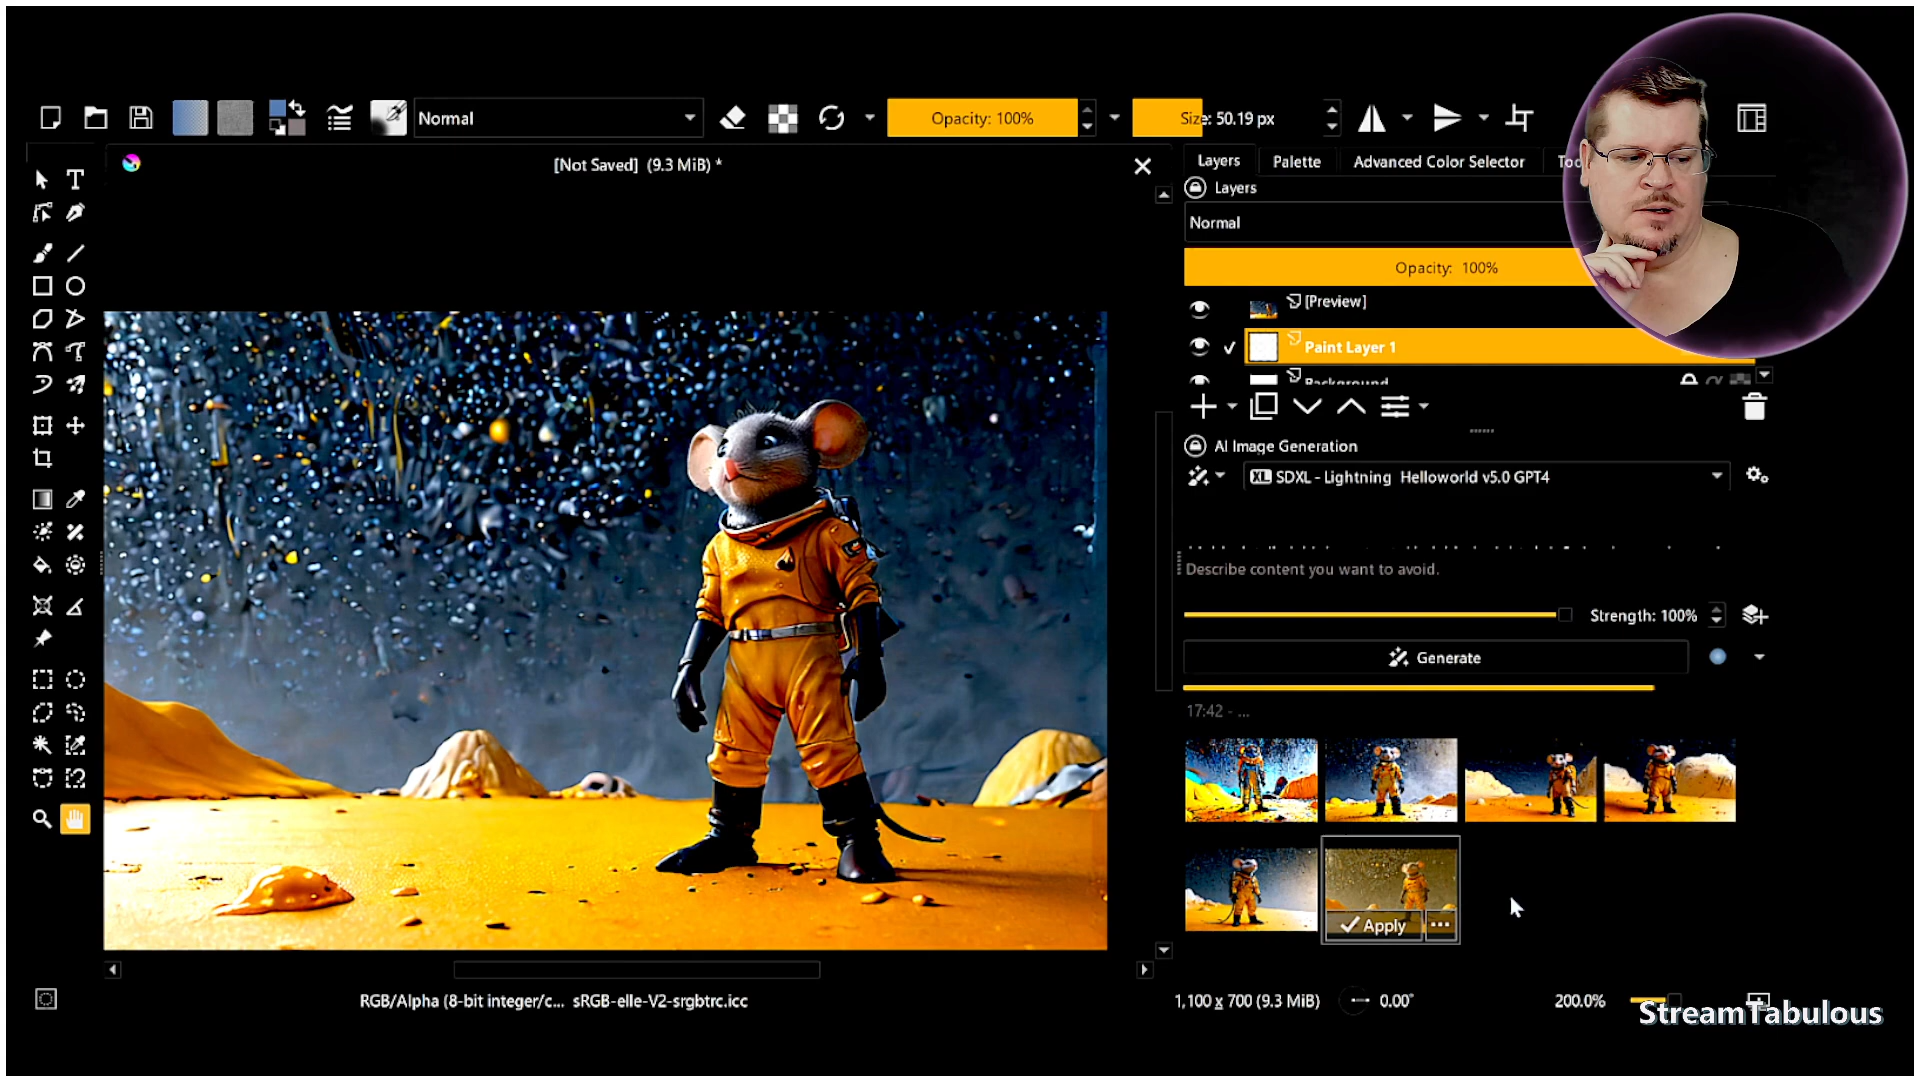 Normal
Opacity: 100%
Size: 50.19 px
[Not Saved] (9.3 MiB) *
Layers
Palette
Advanced Color Selector
Too
Layers
Normal
Opacity: 100%
[Preview]
Paint Layer 1
Background
AI Image Generation
XL SDXL - Lightning Helloworld v5.0 GPT4
Describe content you want to avoid.
Strength: 100%
Generate
17:42 - ...
Apply
RGB/Alpha (8-bit integer/c... sRGB-elle-V2-srgbtrc.icc
1,100 x 700 (9.3 MiB)
0.00°
200.0%
StreamTabulous